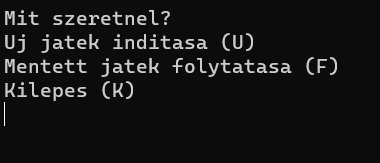 Mit szeretnel?
Uj jatek inditasa (U)
Mentett jatek folytatasa (F)
Kilepes (K)